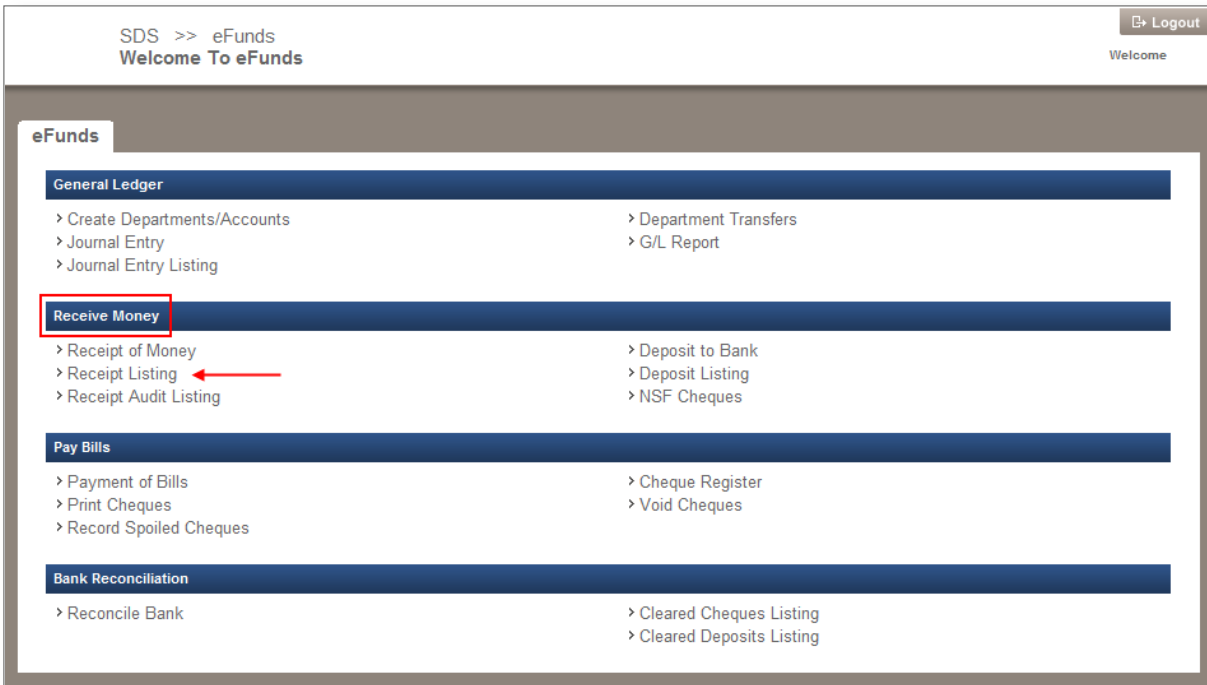 SDS >> eFunds
Welcome To eFunds
Logout
Welcome
eFunds
General Ledger
Create Departments/Accounts
Journal Entry
Journal Entry Listing
Department Transfers
G/L Report
Receive Money
Receipt of Money
Receipt Listing
Receipt Audit Listing
Deposit to Bank
Deposit Listing
NSF Cheques
Pay Bills
Payment of Bills
Print Cheques
Record Spoiled Cheques
Cheque Register
Void Cheques
Bank Reconciliation
Reconcile Bank
Cleared Cheques Listing
Cleared Deposits Listing